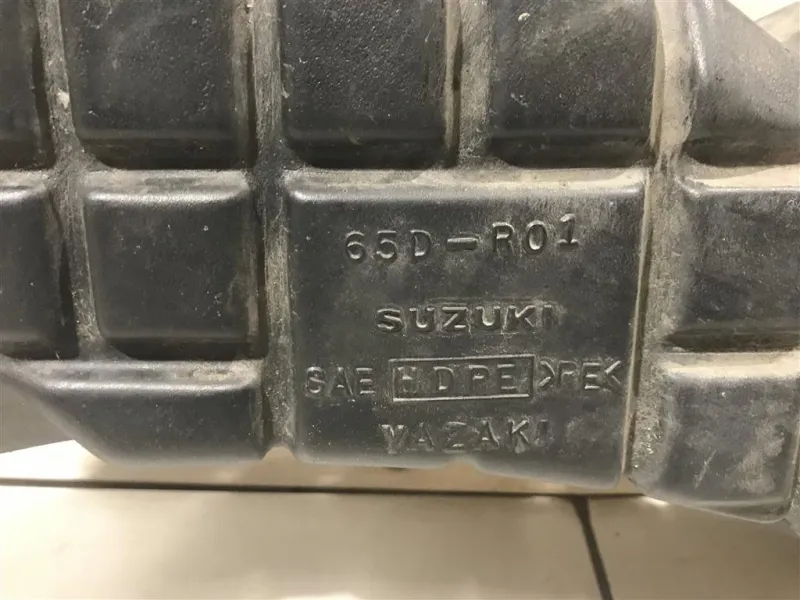 65D-R01
SUZUKI
SAE HDPE >PE<
YAZAKI